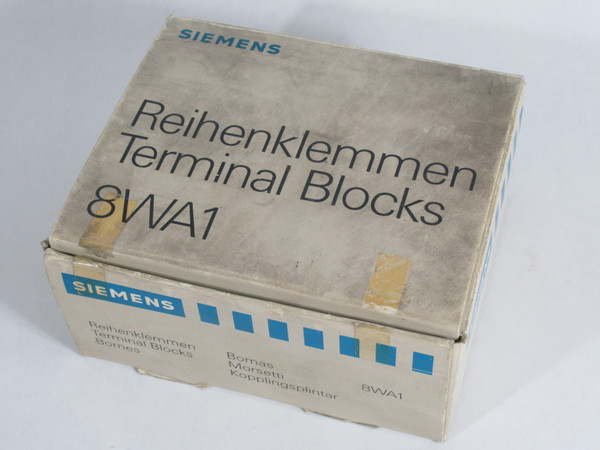 SIEMENS
Reihenklemmen
Terminal Blocks
8WA1
SIEMENS
Reihenklemmen
Terminal Blocks
Bornes
Bornas
Morsetti
Kopplingsplintar
8WA1